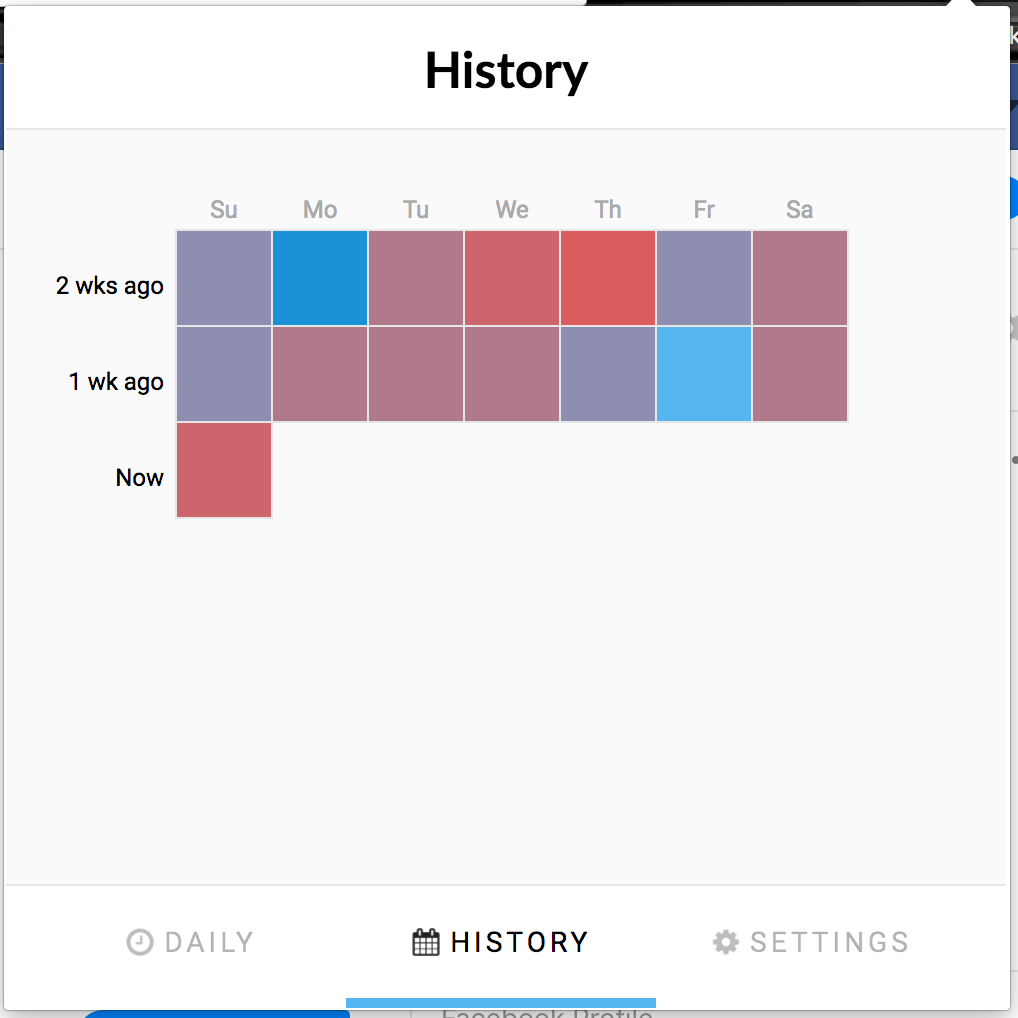 History
Su Mo Tu We Th Fr Sa
2 wks ago
1 wk ago
Now
DAILY HISTORY SETTINGS
Facebook Profile